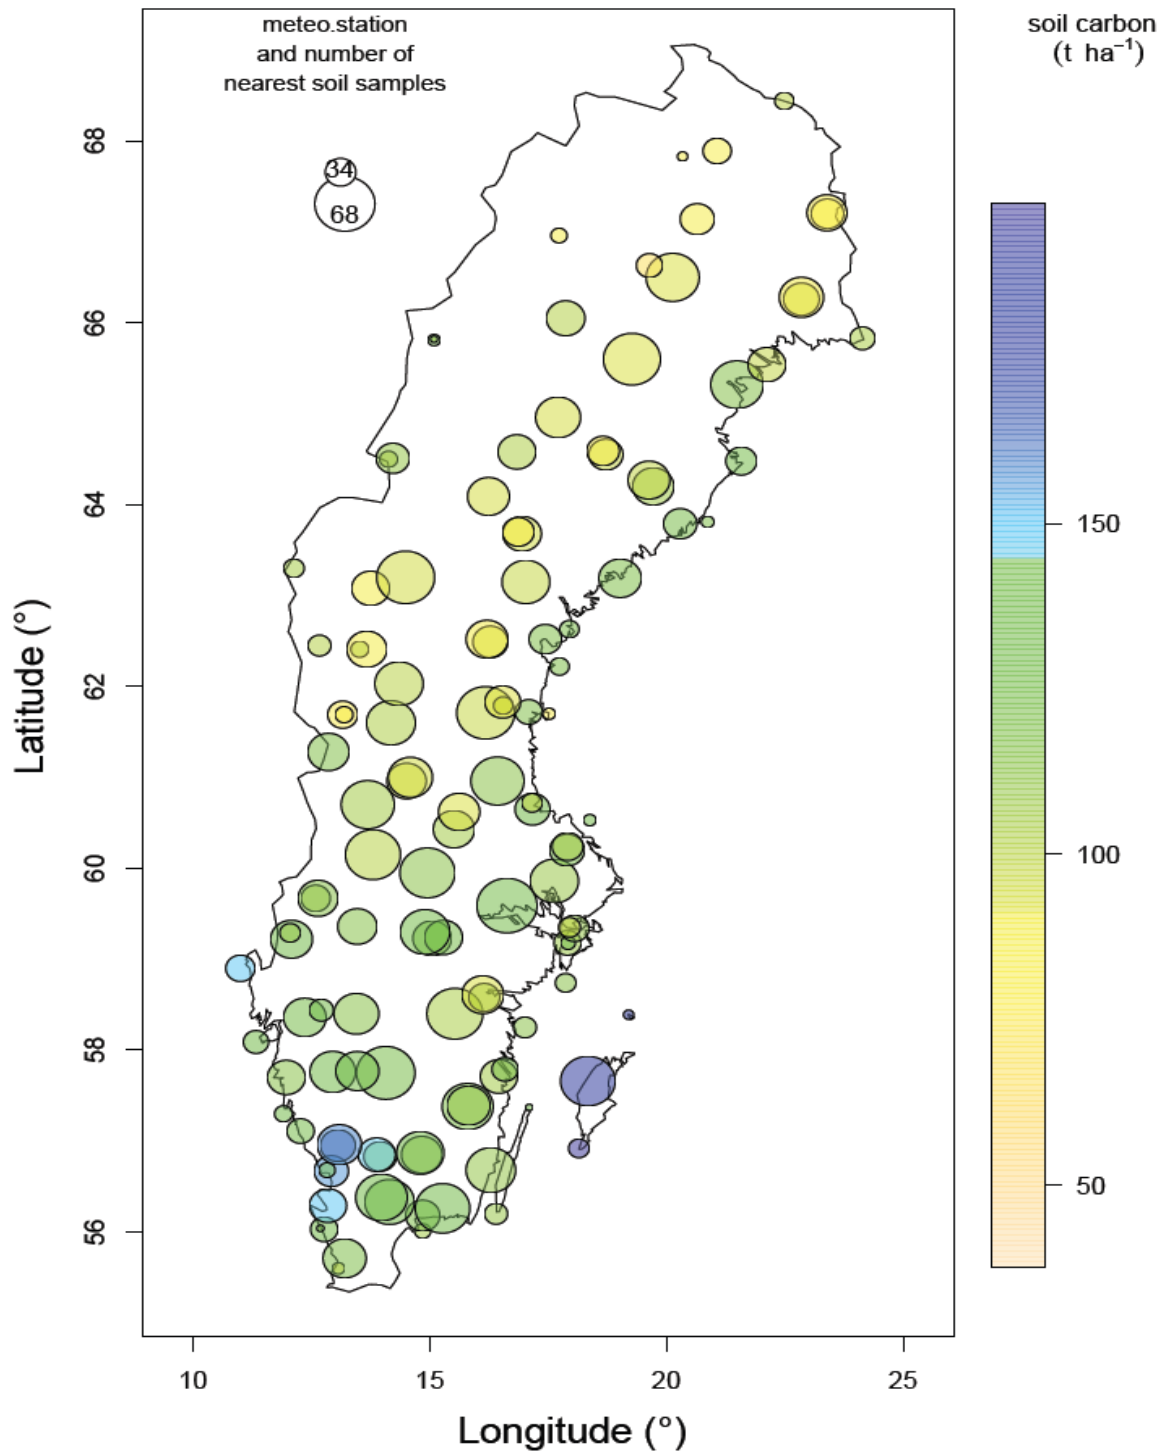 meteo.station
and number of
nearest soil samples
34
68
soil carbon
(t ha⁻¹)
150
100
50
68
66
64
62
60
58
56
Latitude (°)
10 15 20 25
Longitude (°)